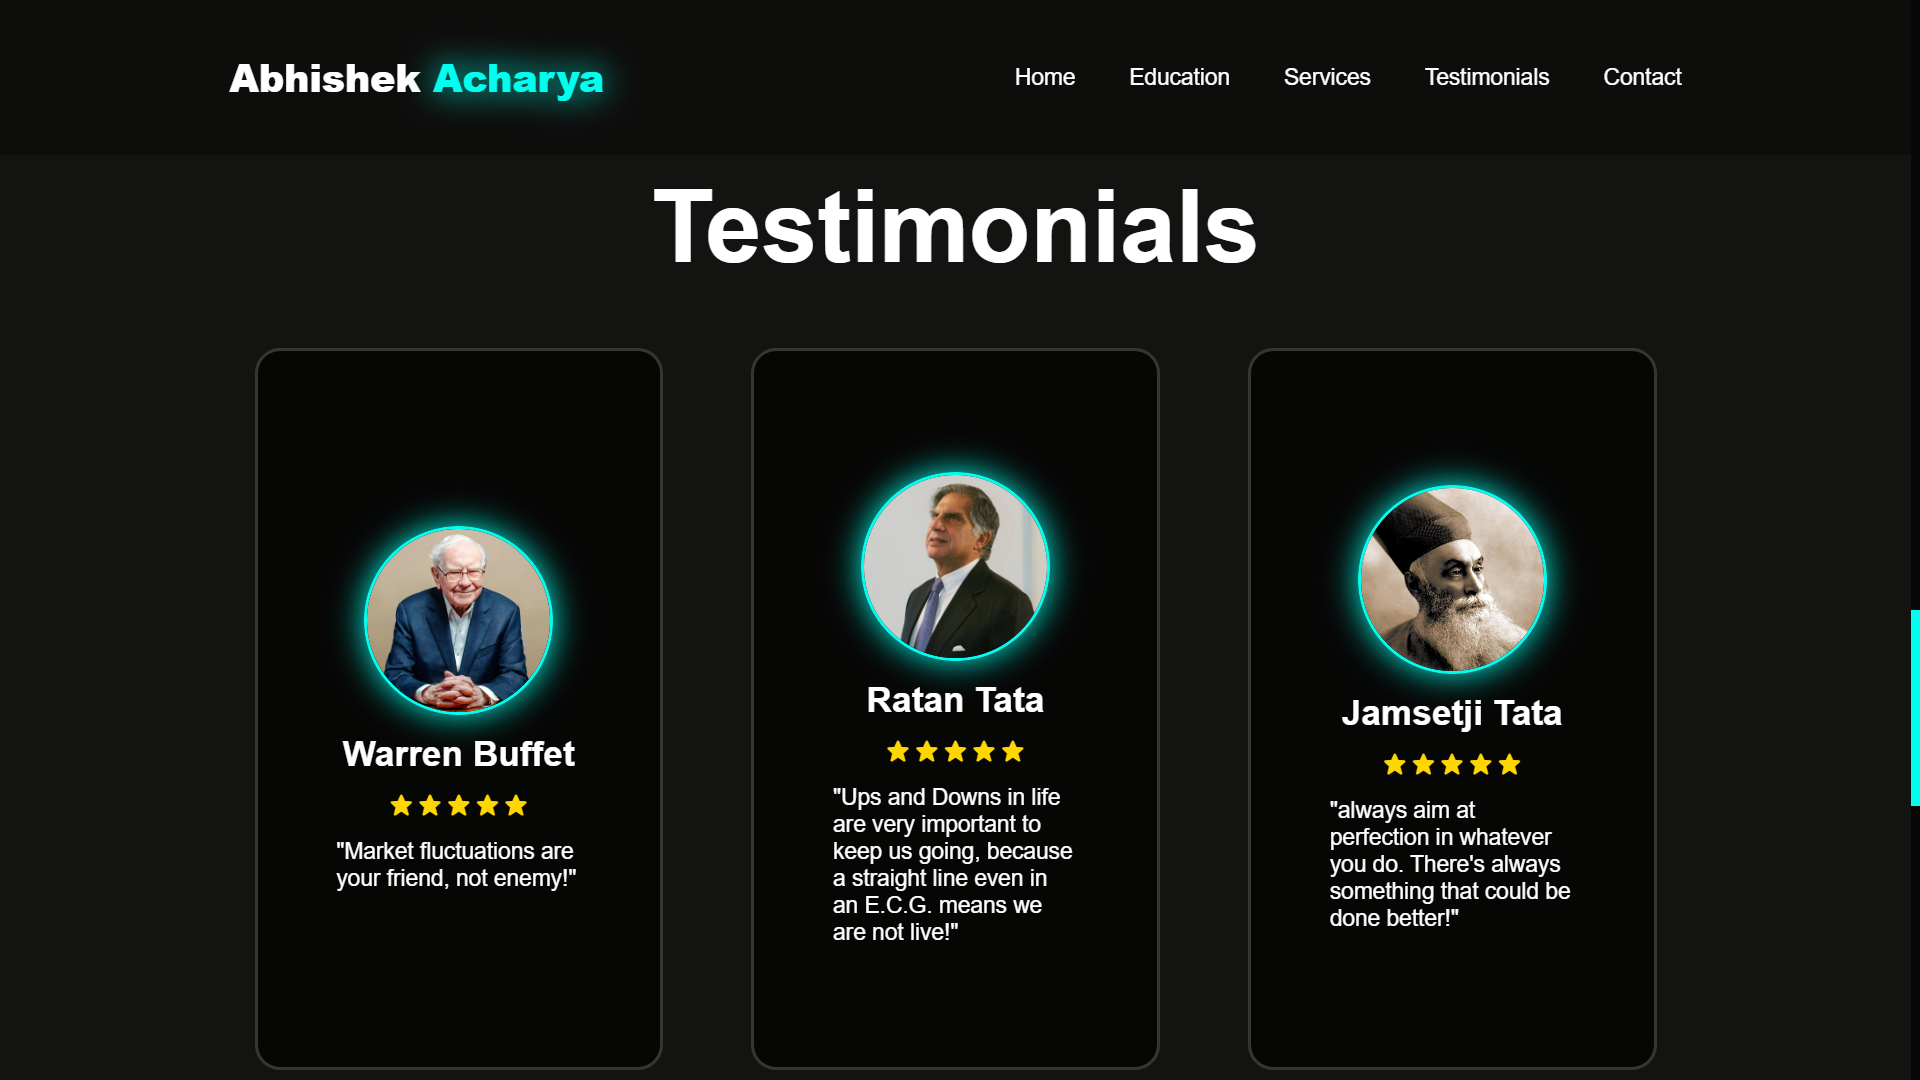 Abhishek Acharya
Home Education Services Testimonials Contact
Testimonials
Warren Buffet
"Market fluctuations are
your friend, not enemy!"
Ratan Tata
"Ups and Downs in life
are very important to
keep us going, because
a straight line even in
an E.C.G. means we
are not live!"
Jamsetji Tata
"always aim at
perfection in whatever
you do. There's always
something that could be
done better!"